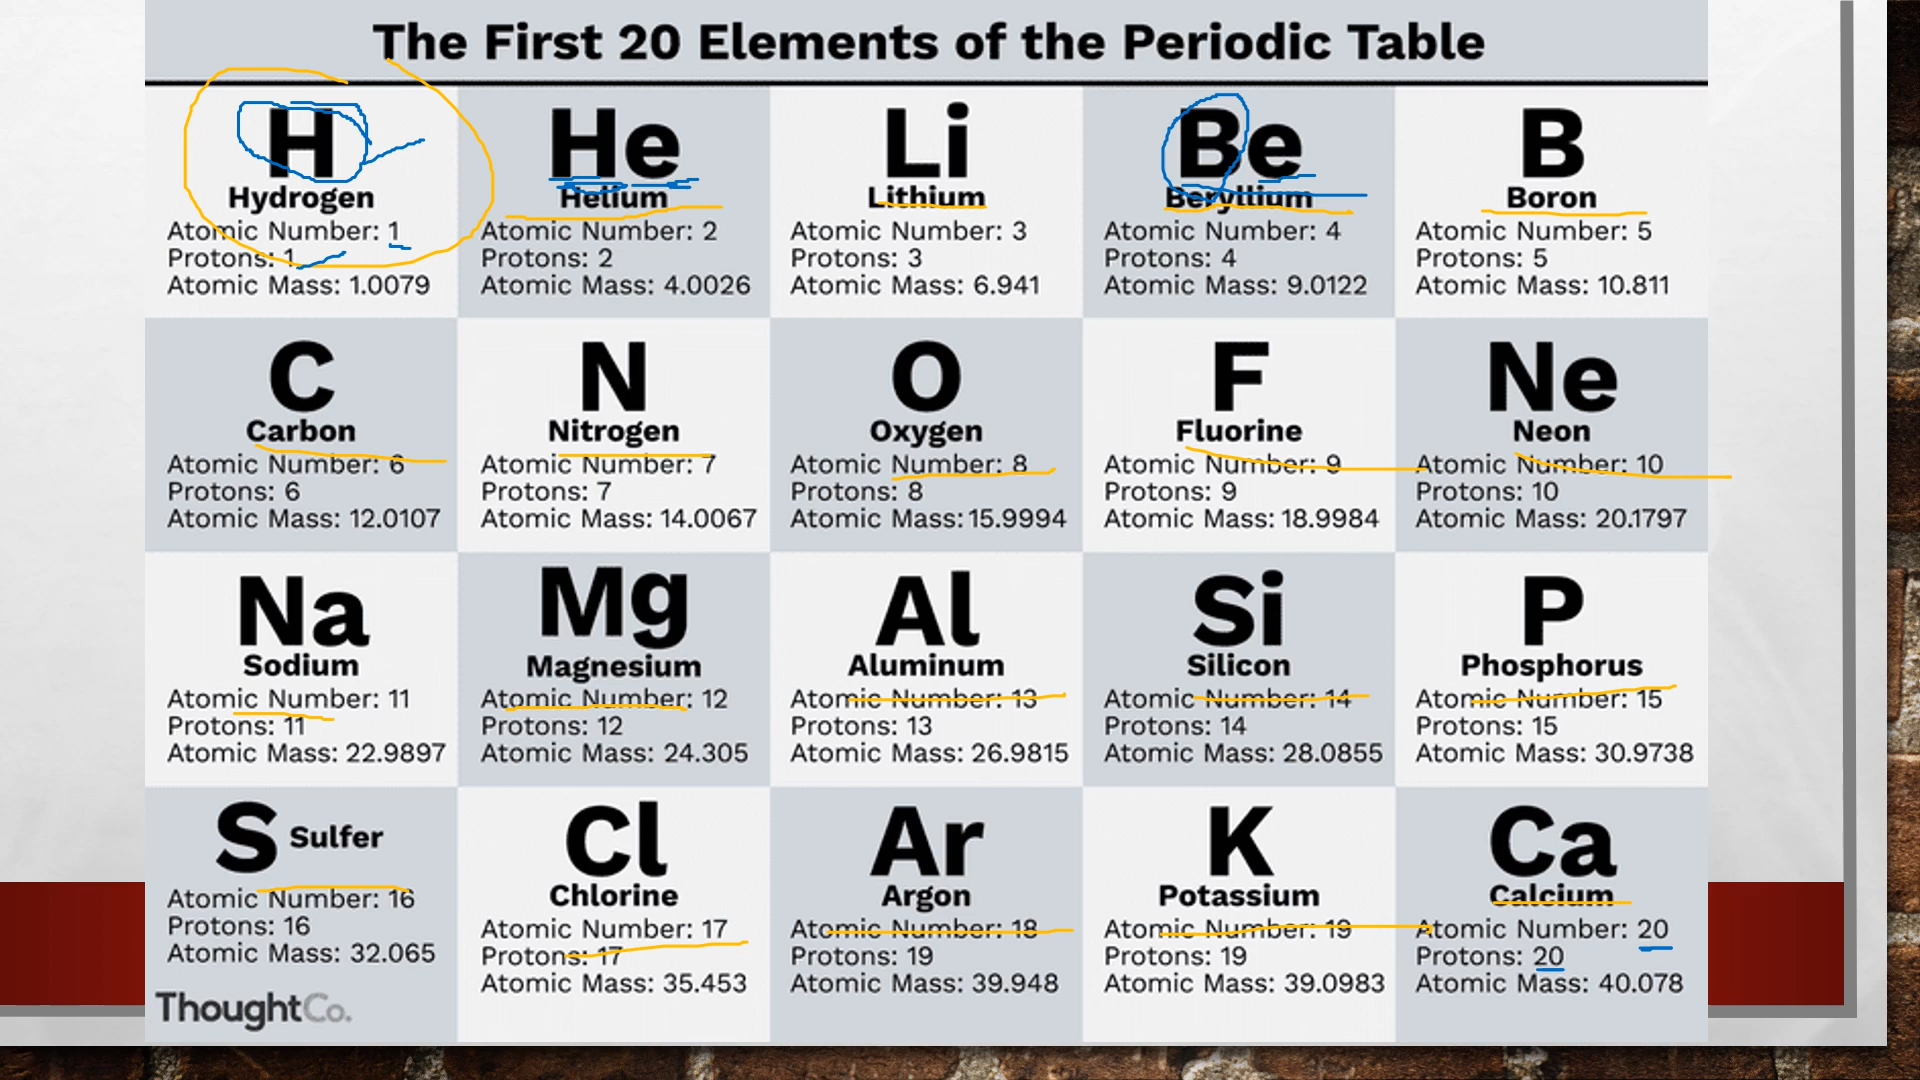 The First 20 Elements of the Periodic Table
H
Hydrogen
Atomic Number: 1
Protons: 1
Atomic Mass: 1.0079
He
Helium
Atomic Number: 2
Protons: 2
Atomic Mass: 4.0026
Li
Lithium
Atomic Number: 3
Protons: 3
Atomic Mass: 6.941
Be
Beryllium
Atomic Number: 4
Protons: 4
Atomic Mass: 9.0122
B
Boron
Atomic Number: 5
Protons: 5
Atomic Mass: 10.811
C
Carbon
Atomic Number: 6
Protons: 6
Atomic Mass: 12.0107
N
Nitrogen
Atomic Number: 7
Protons: 7
Atomic Mass: 14.0067
O
Oxygen
Atomic Number: 8
Protons: 8
Atomic Mass: 15.9994
F
Fluorine
Atomic Number: 9
Protons: 9
Atomic Mass: 18.9984
Ne
Neon
Atomic Number: 10
Protons: 10
Atomic Mass: 20.1797
Na
Sodium
Atomic Number: 11
Protons: 11
Atomic Mass: 22.9897
Mg
Magnesium
Atomic Number: 12
Protons: 12
Atomic Mass: 24.305
Al
Aluminum
Atomic Number: 13
Protons: 13
Atomic Mass: 26.9815
Si
Silicon
Atomic Number: 14
Protons: 14
Atomic Mass: 28.0855
P
Phosphorus
Atomic Number: 15
Protons: 15
Atomic Mass: 30.9738
S Sulfer
Atomic Number: 16
Protons: 16
Atomic Mass: 32.065
Cl
Chlorine
Atomic Number: 17
Protons: 17
Atomic Mass: 35.453
Ar
Argon
Atomic Number: 18
Protons: 19
Atomic Mass: 39.948
K
Potassium
Atomic Number: 19
Protons: 19
Atomic Mass: 39.0983
Ca
Calcium
Atomic Number: 20
Protons: 20
Atomic Mass: 40.078
ThoughtCo.